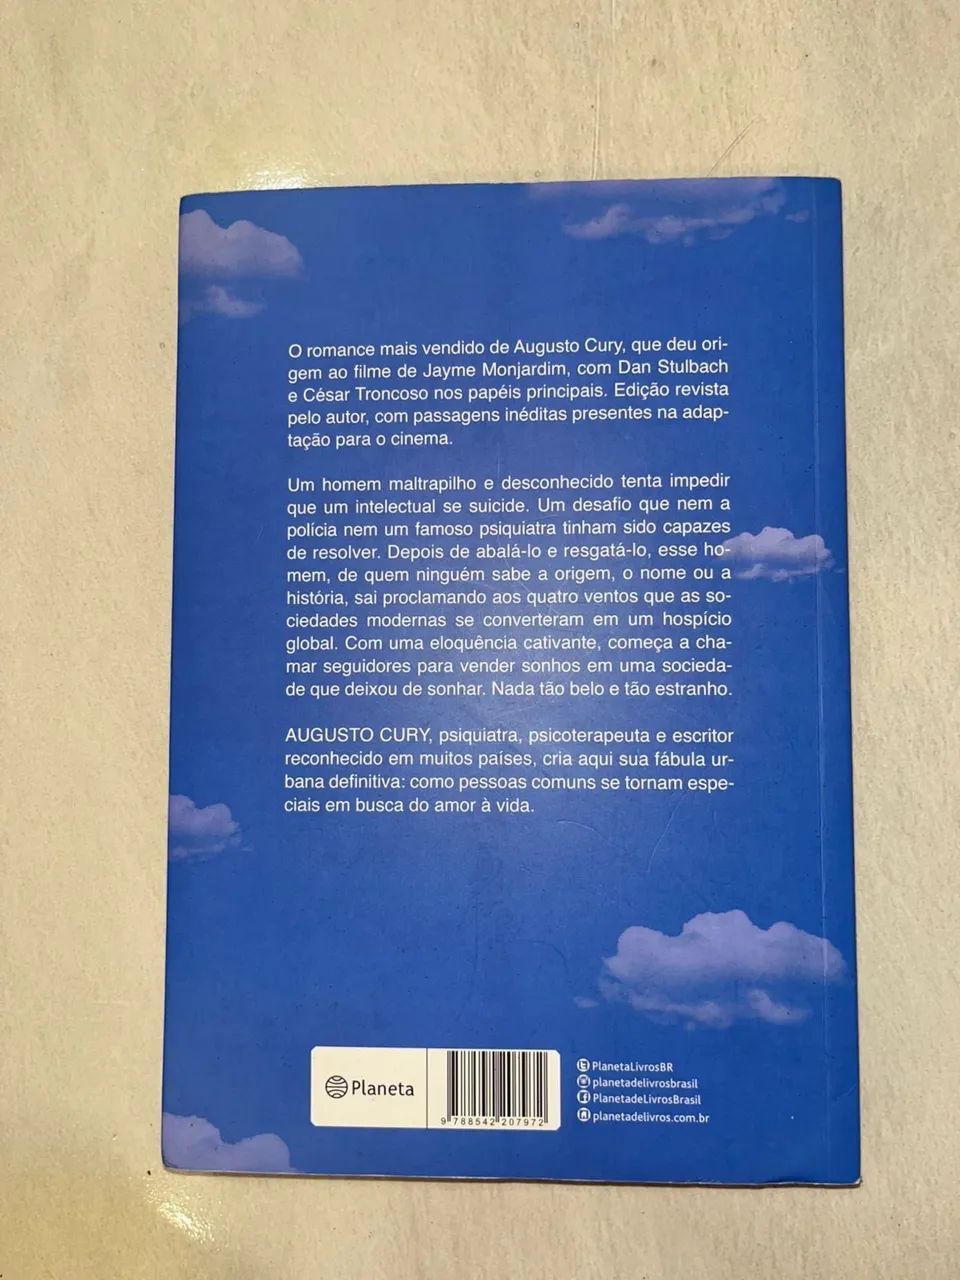 O romance mais vendido de Augusto Cury, que deu ori-
gem ao filme de Jayme Monjardim, com Dan Stulbach
e César Troncoso nos papéis principais. Edição revista
pelo autor, com passagens inéditas presentes na adap-
tação para o cinema.
Um homem maltrapilho e desconhecido tenta impedir
que um intelectual se suicide. Um desafio que nem a
polícia nem um famoso psiquiatra tinham sido capazes
de resolver. Depois de abalá-lo e resgatá-lo, esse ho-
mem, de quem ninguém sabe a origem, o nome ou a
história, sai proclamando aos quatro ventos que as so-
ciedades modernas se converteram em um hospício
global. Com uma eloquência cativante, começa a cha-
mar seguidores para vender sonhos em uma socieda-
de que deixou de sonhar. Nada tão belo e tão estranho.
AUGUSTO CURY, psiquiatra, psicoterapeuta e escritor
reconhecido em muitos países, cria aqui sua fábula ur-
bana definitiva: como pessoas comuns se tornam espe-
ciais em busca do amor à vida.
Planeta
9 788542 207972
PlanetaLivrosBR
planetadelivrosbrasil
PlanetadeLivrosBrasil
planetadelivros.com.br